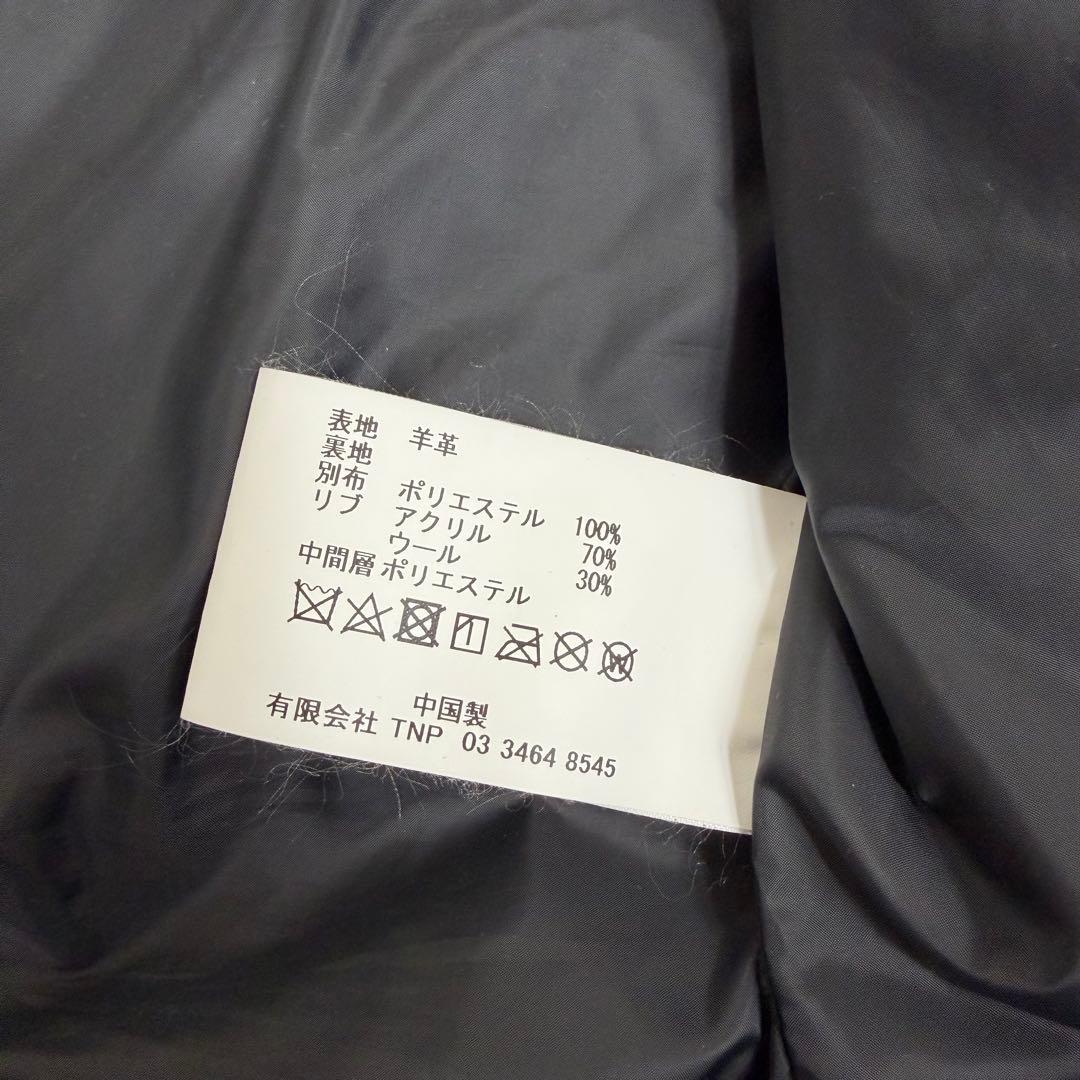 表地 羊革
裏地
別布 ポリエステル 100%
リブ アクリル 70%
ウール 30%
中間層 ポリエステル
中国製
有限会社 TNP 03 3464 8545